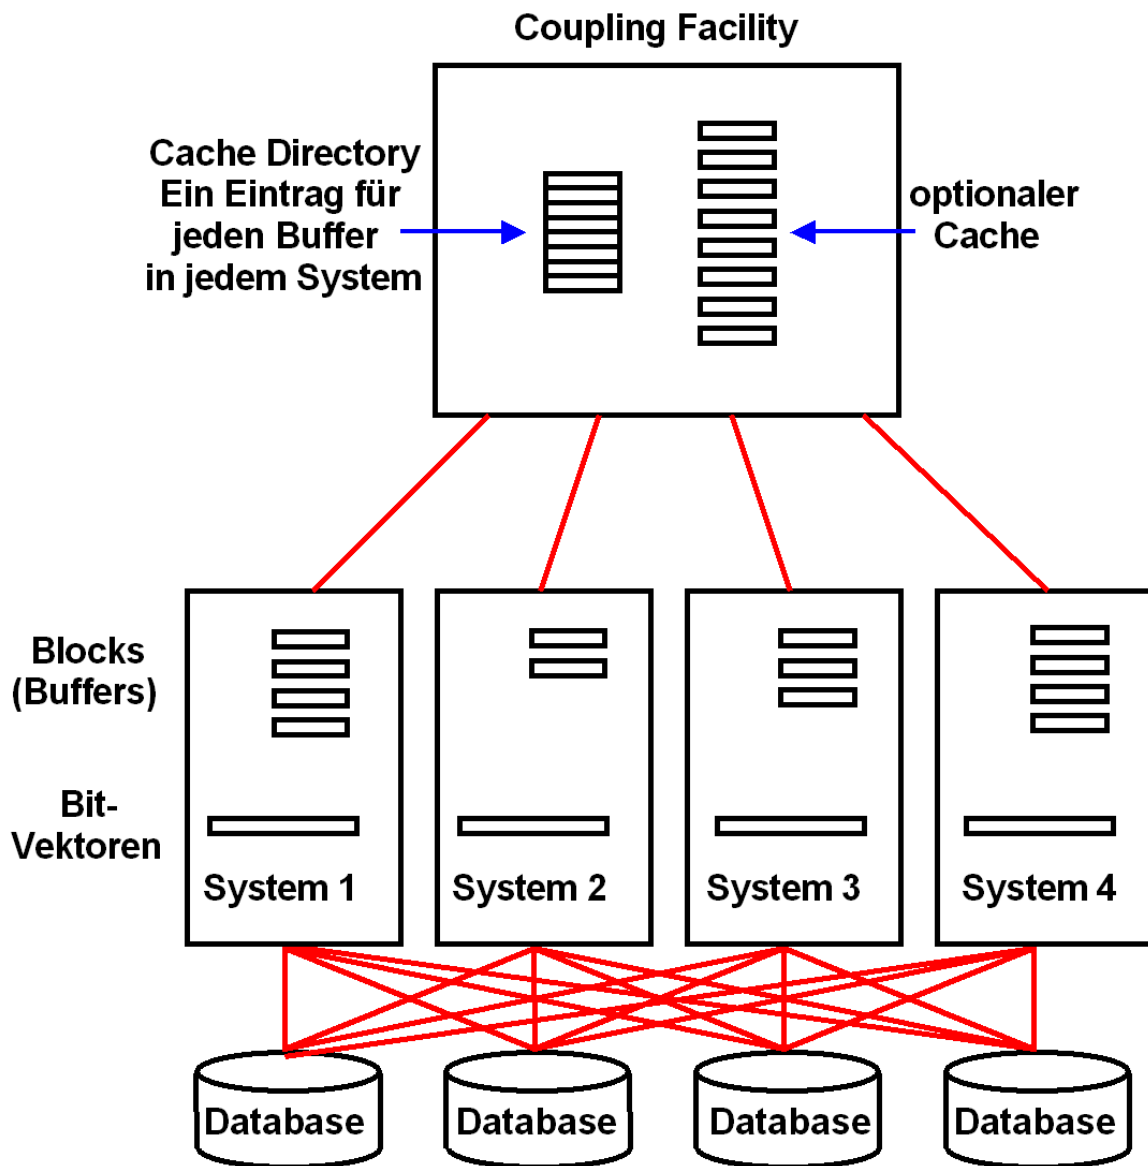 Coupling Facility
Cache Directory
Ein Eintrag für
jeden Buffer
in jedem System
optionaler
Cache
Blocks
(Buffers)
Bit-
Vektoren
System 1
System 2
System 3
System 4
Database
Database
Database
Database